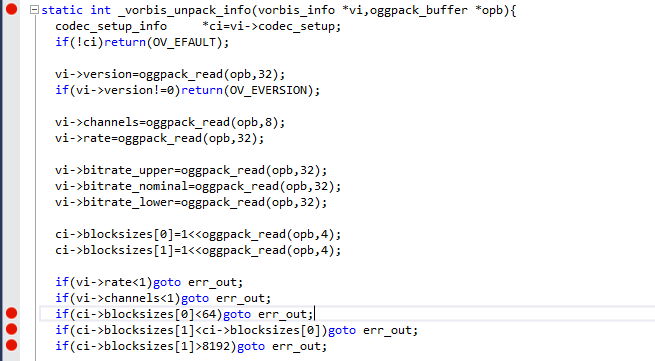 static int _vorbis_unpack_info(vorbis_info *vi,oggpack_buffer *opb){
  codec_setup_info     *ci=vi->codec_setup;
  if(!ci)return(OV_EFAULT);

  vi->version=oggpack_read(opb,32);
  if(vi->version!=0)return(OV_EVERSION);

  vi->channels=oggpack_read(opb,8);
  vi->rate=oggpack_read(opb,32);

  vi->bitrate_upper=oggpack_read(opb,32);
  vi->bitrate_nominal=oggpack_read(opb,32);
  vi->bitrate_lower=oggpack_read(opb,32);

  ci->blocksizes[0]=1<<oggpack_read(opb,4);
  ci->blocksizes[1]=1<<oggpack_read(opb,4);

  if(vi->rate<1)goto err_out;
  if(vi->channels<1)goto err_out;
  if(ci->blocksizes[0]<64)goto err_out;
  if(ci->blocksizes[1]<ci->blocksizes[0])goto err_out;
  if(ci->blocksizes[1]>8192)goto err_out;